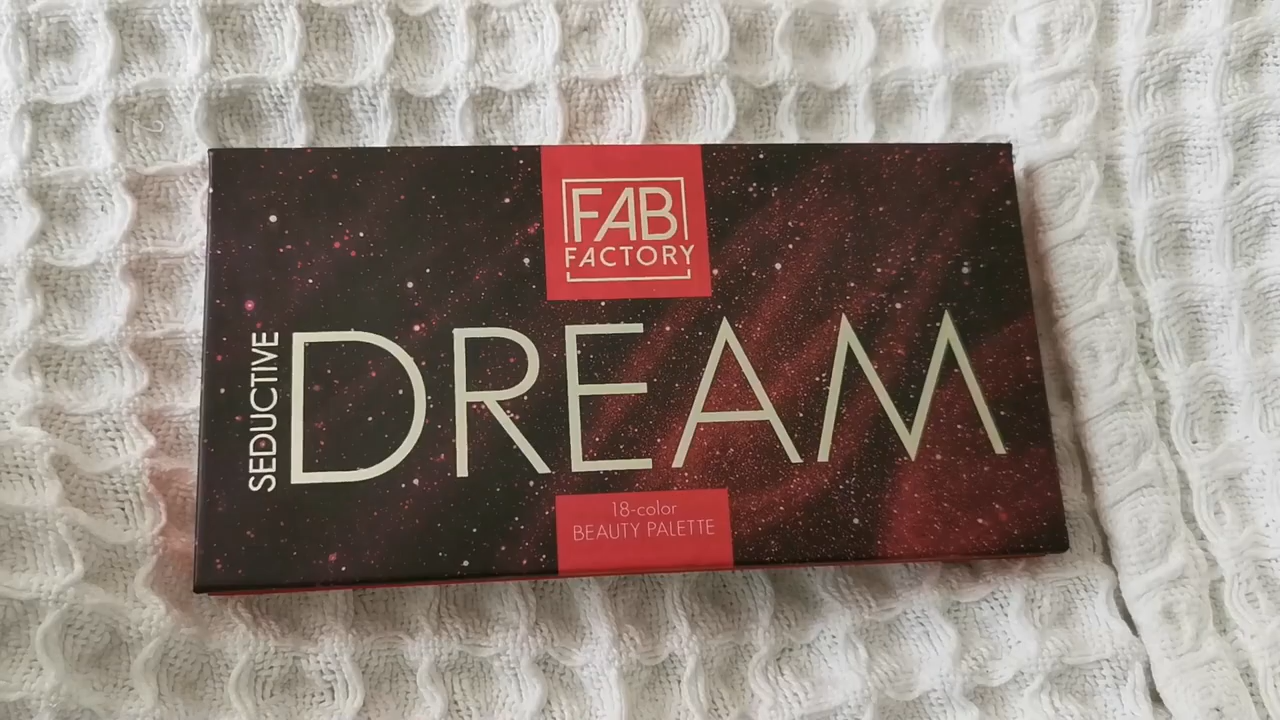 FAB
FACTORY
SEDUCTIVE
DREAM
18-color
BEAUTY PALETTE